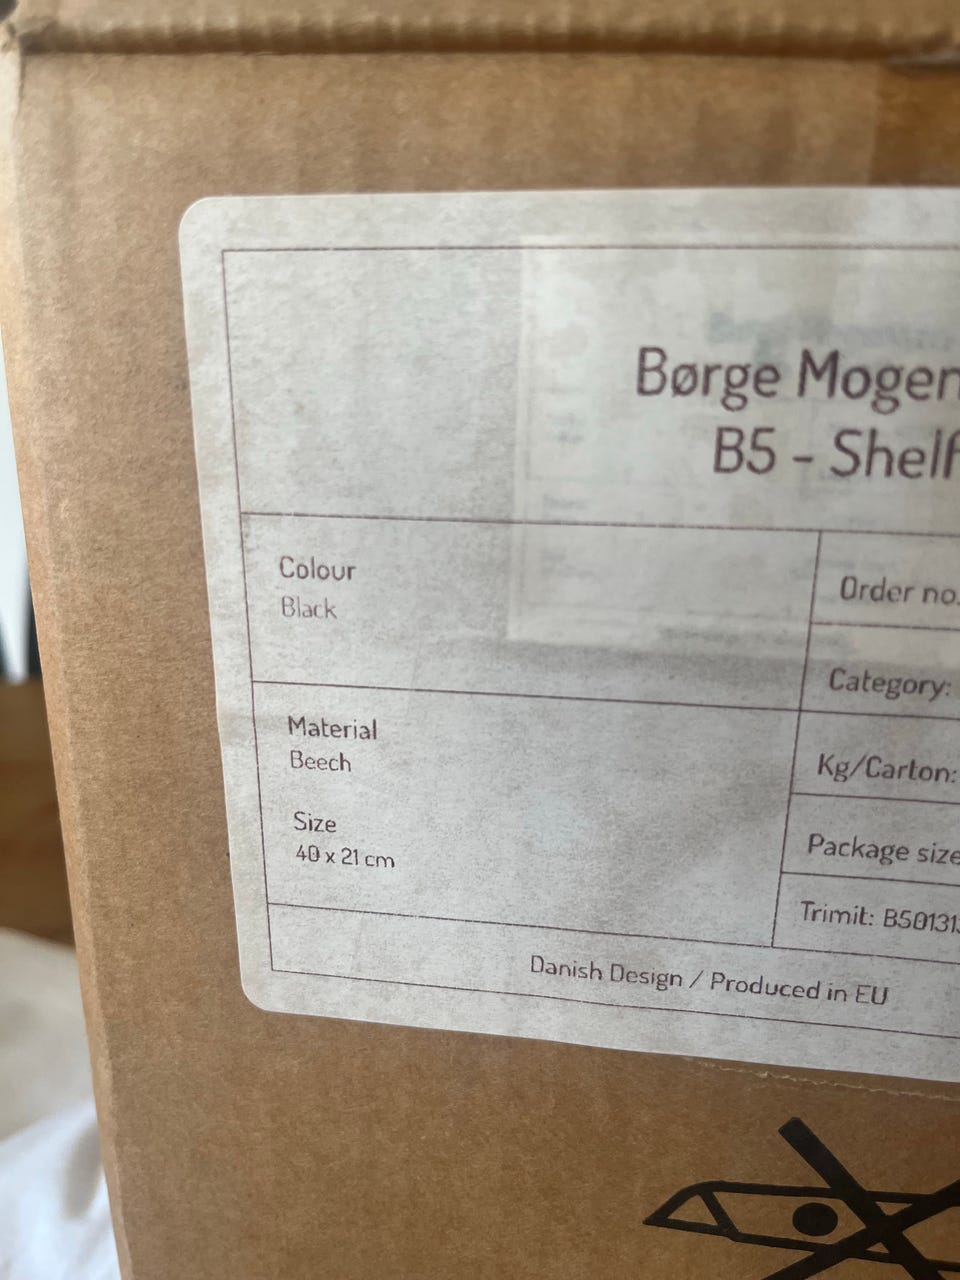 Børge Mogen
B5 - Shelf
Colour
Black
Order no.
Category:
Material
Beech
Kg/Carton:
Size
40 x 21 cm
Package size
Trimit: B50131
Danish Design / Produced in EU